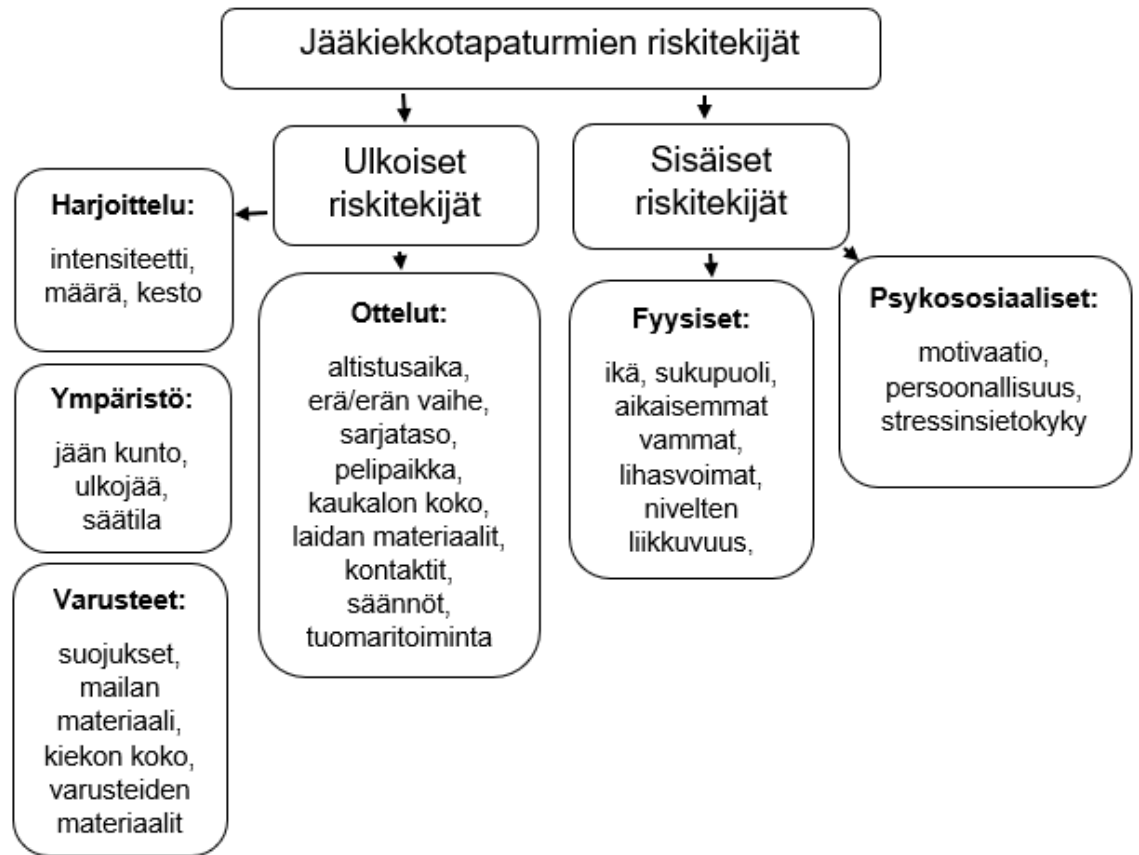 Jääkiekkotapaturmien riskitekijät
Ulkoiset
riskitekijät
Sisäiset
riskitekijät
Harjoittelu:
intensiteetti,
määrä, kesto
Ympäristö:
jään kunto,
ulkojää,
säätila
Varusteet:
suojukset,
mailan
materiaali,
kiekon koko,
varusteiden
materiaalit
Ottelut:
altistusaika,
erä/erän vaihe,
sarjataso,
pelipaikka,
kaukalon koko,
laidan materiaalit,
kontaktit,
säännöt,
tuomaritoiminta
Fyysiset:
ikä, sukupuoli,
aikaisemmat
vammat,
lihasvoimat,
nivelten
liikkuvuus,
Psykososiaaliset:
motivaatio,
persoonallisuus,
stressinsietokyky